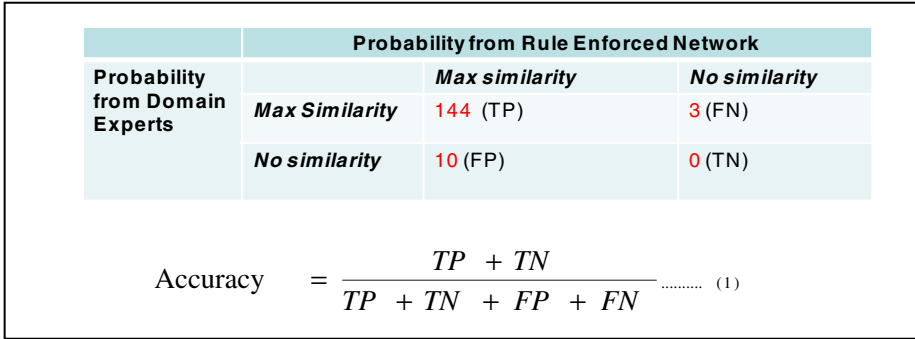 Probability from Rule Enforced Network
Probability from Domain Experts
Max similarity No similarity
Max Similarity 144 (TP) 3 (FN)
No similarity 10 (FP) 0 (TN)
Accuracy = TP + TN / TP + TN + FP + FN .......... (1)